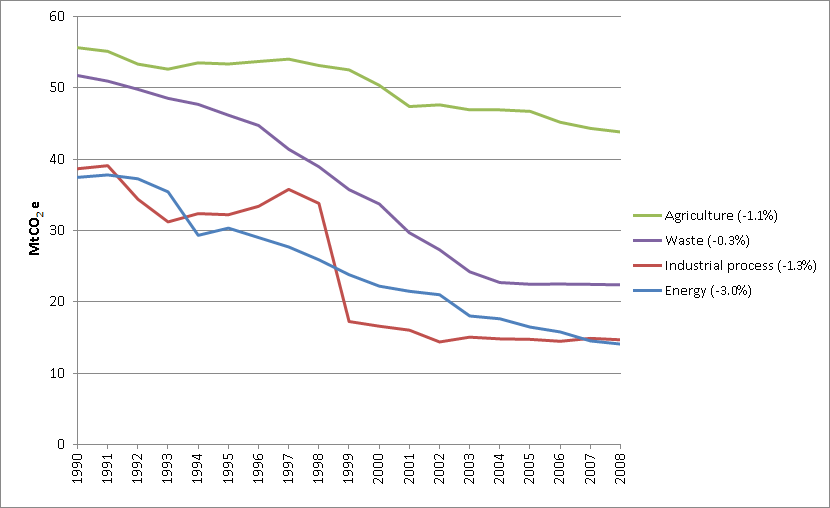 60
50
40
30
20
10
0
MtCO2 e
1990 1991 1992 1993 1994 1995 1996 1997 1998 1999 2000 2001 2002 2003 2004 2005 2006 2007 2008
Agriculture (-1.1%)
Waste (-0.3%)
Industrial process (-1.3%)
Energy (-3.0%)